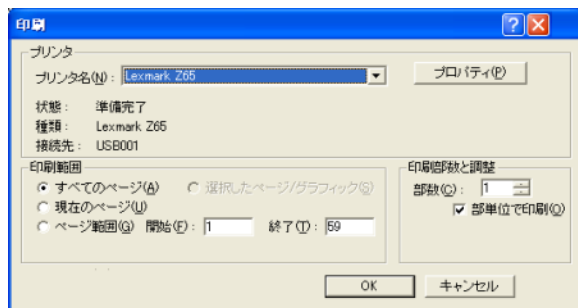 印刷
プリンタ
プリンタ名(N): Lexmark Z65
プロパティ(P)
状態: 準備完了
種類: Lexmark Z65
接続先: USB001
印刷範囲
すべてのページ(A) 選択したページ/グラフィック(S)
現在のページ(U)
ページ範囲(G) 開始(F): 1 終了(T): 59
印刷部数と調整
部数(C): 1
部単位で印刷(O)
OK キャンセル